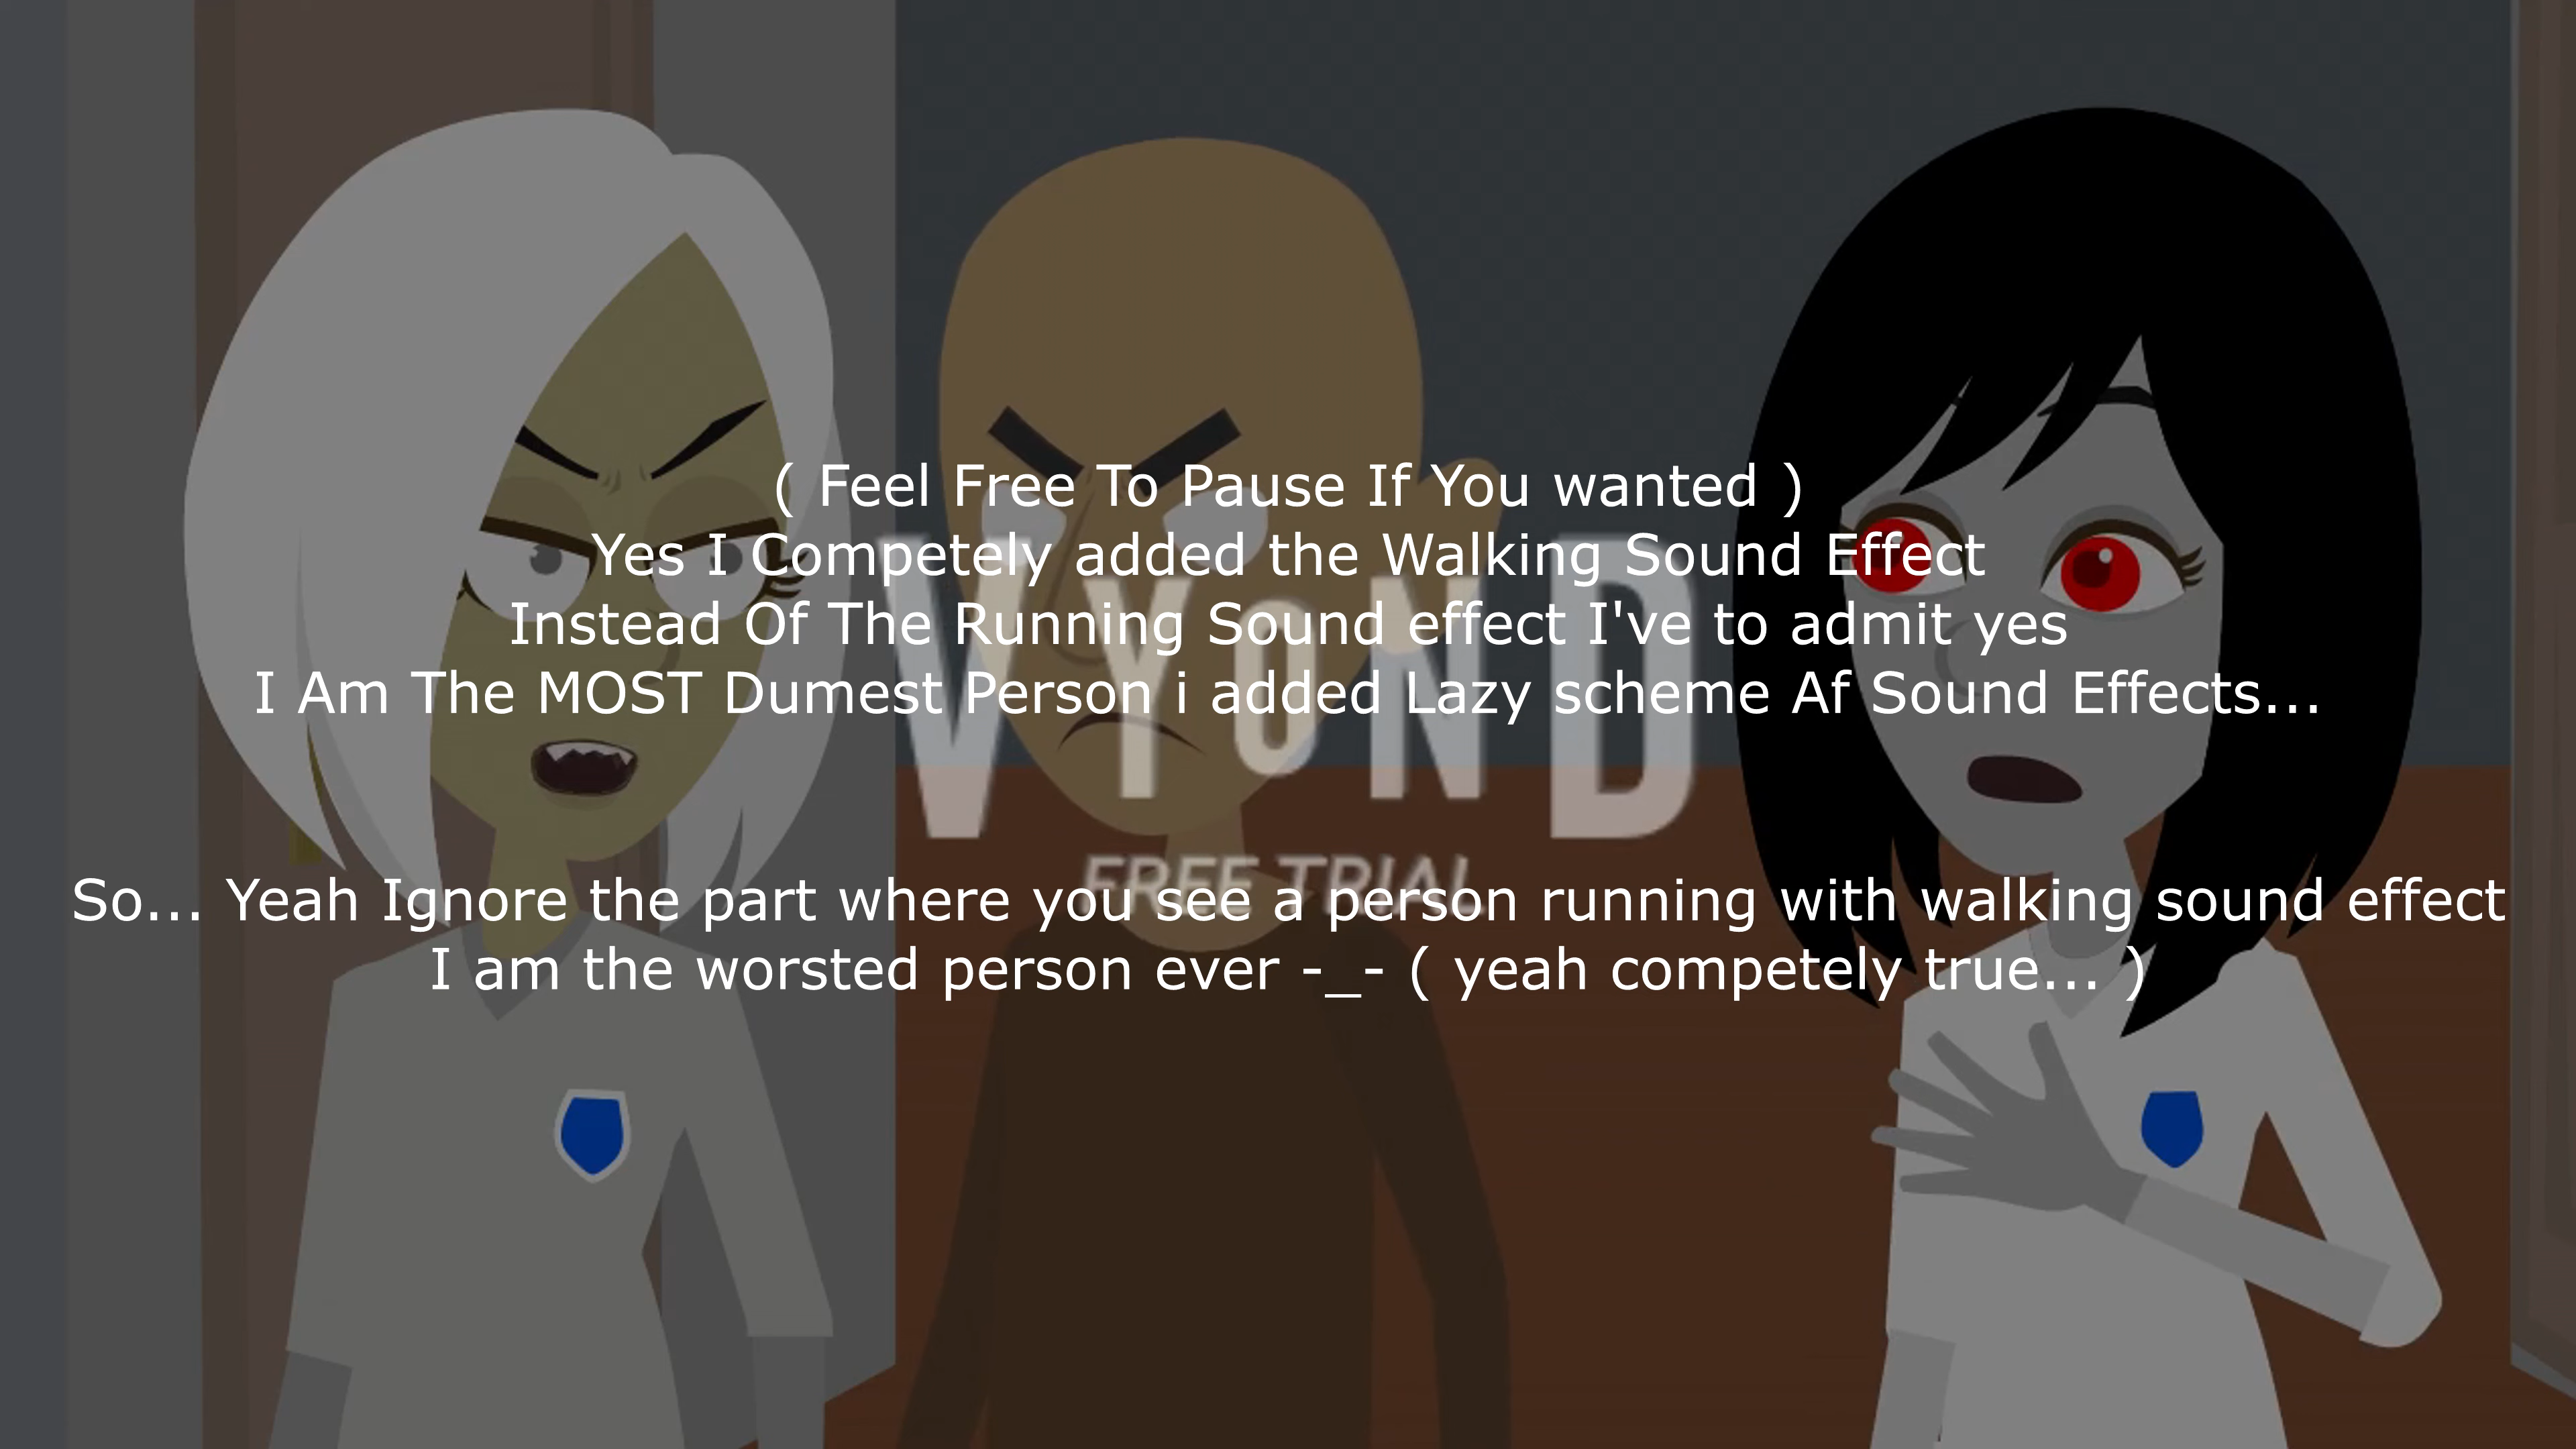 ( Feel Free To Pause If You wanted )
Yes I Competely added the Walking Sound Effect
Instead Of The Running Sound effect I've to admit yes
I Am The MOST Dumest Person i added Lazy scheme Af Sound Effects...
VYOND
FREE TRIAL
So... Yeah Ignore the part where you see a person running with walking sound effect
I am the worsted person ever -_- ( yeah competely true... )